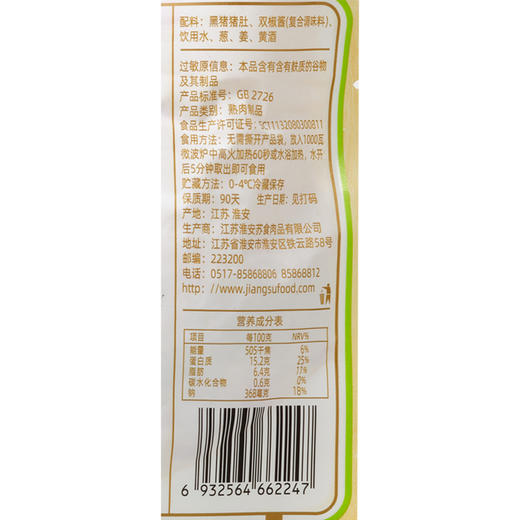 配料：黑猪猪肚、双椒酱(复合调味料)、
饮用水、葱、姜、黄酒
过敏原信息：本品含有含有麸质的谷物
及其制品
产品标准号：GB 2726
产品类别：熟肉制品
食品生产许可证号：SC11132080300811
食用方法：无需撕开产品袋，放入1000瓦
微波炉中高火加热60秒或水浴加热，水开
后5分钟取出即可食用
贮藏方法：0-4℃冷藏保存
保质期：90天 生产日期：见打码
产地：江苏 淮安
生产商：江苏淮安苏食肉品有限公司
地址：江苏省淮安市淮安区铁云路58号
邮编：223200
电话：0517-85868806 85868812
http://www.jiangsufood.com
营养成分表
项目 每100克 NRV%
能量 505千焦 6%
蛋白质 15.2克 25%
脂肪 6.4克 11%
碳水化合物 0.6克 0%
钠 368毫克 18%
6 932564 662247